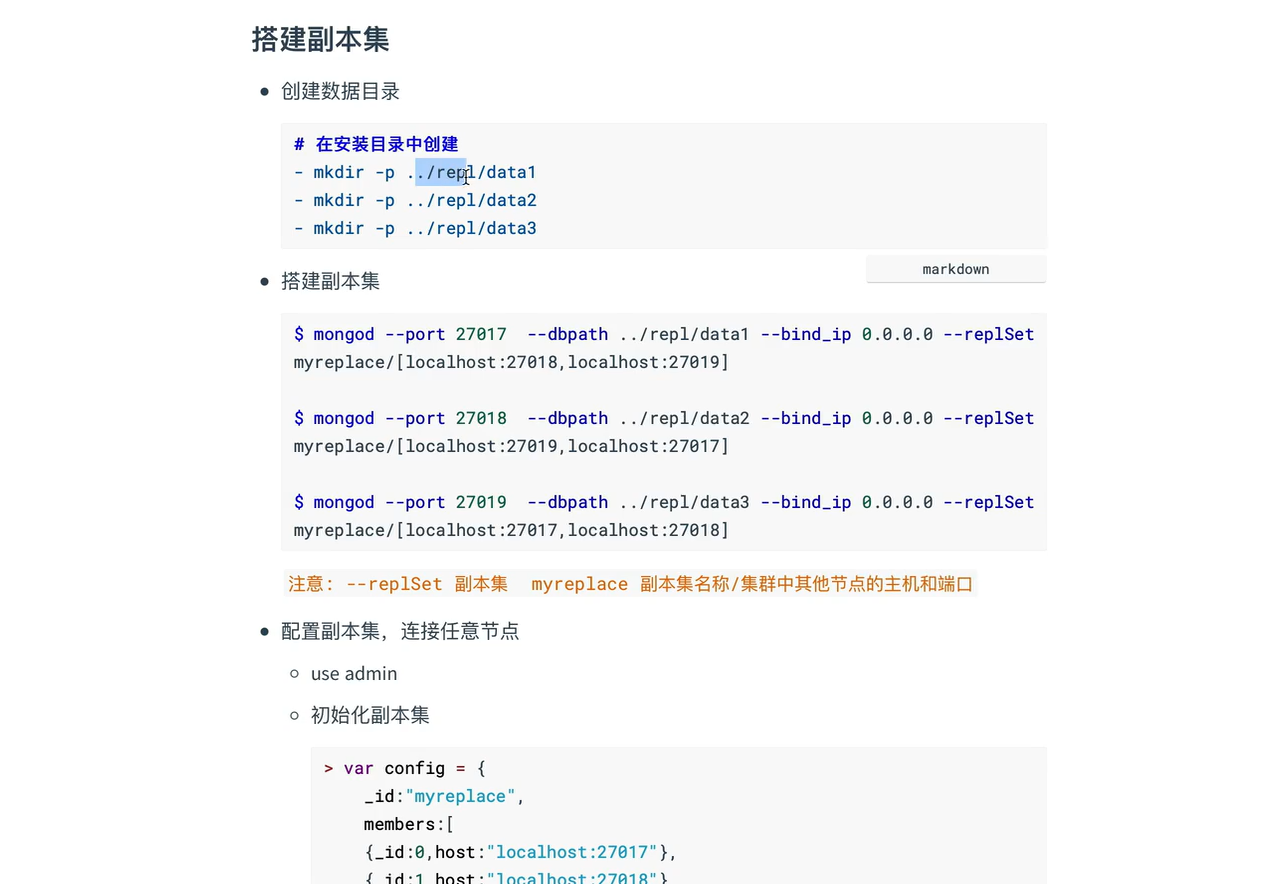 搭建副本集
创建数据目录
# 在安装目录中创建
- mkdir -p ../repl/data1
- mkdir -p ../repl/data2
- mkdir -p ../repl/data3
markdown
搭建副本集
$ mongod --port 27017  --dbpath ../repl/data1 --bind_ip 0.0.0.0 --replSet
myreplace/[localhost:27018,localhost:27019]
$ mongod --port 27018  --dbpath ../repl/data2 --bind_ip 0.0.0.0 --replSet
myreplace/[localhost:27019,localhost:27017]
$ mongod --port 27019  --dbpath ../repl/data3 --bind_ip 0.0.0.0 --replSet
myreplace/[localhost:27017,localhost:27018]
注意: --replSet 副本集  myreplace 副本集名称/集群中其他节点的主机和端口
配置副本集，连接任意节点
use admin
初始化副本集
> var config = {
_id:"myreplace",
members:[
{_id:0,host:"localhost:27017"},
{_id:1,host:"localhost:27018"}